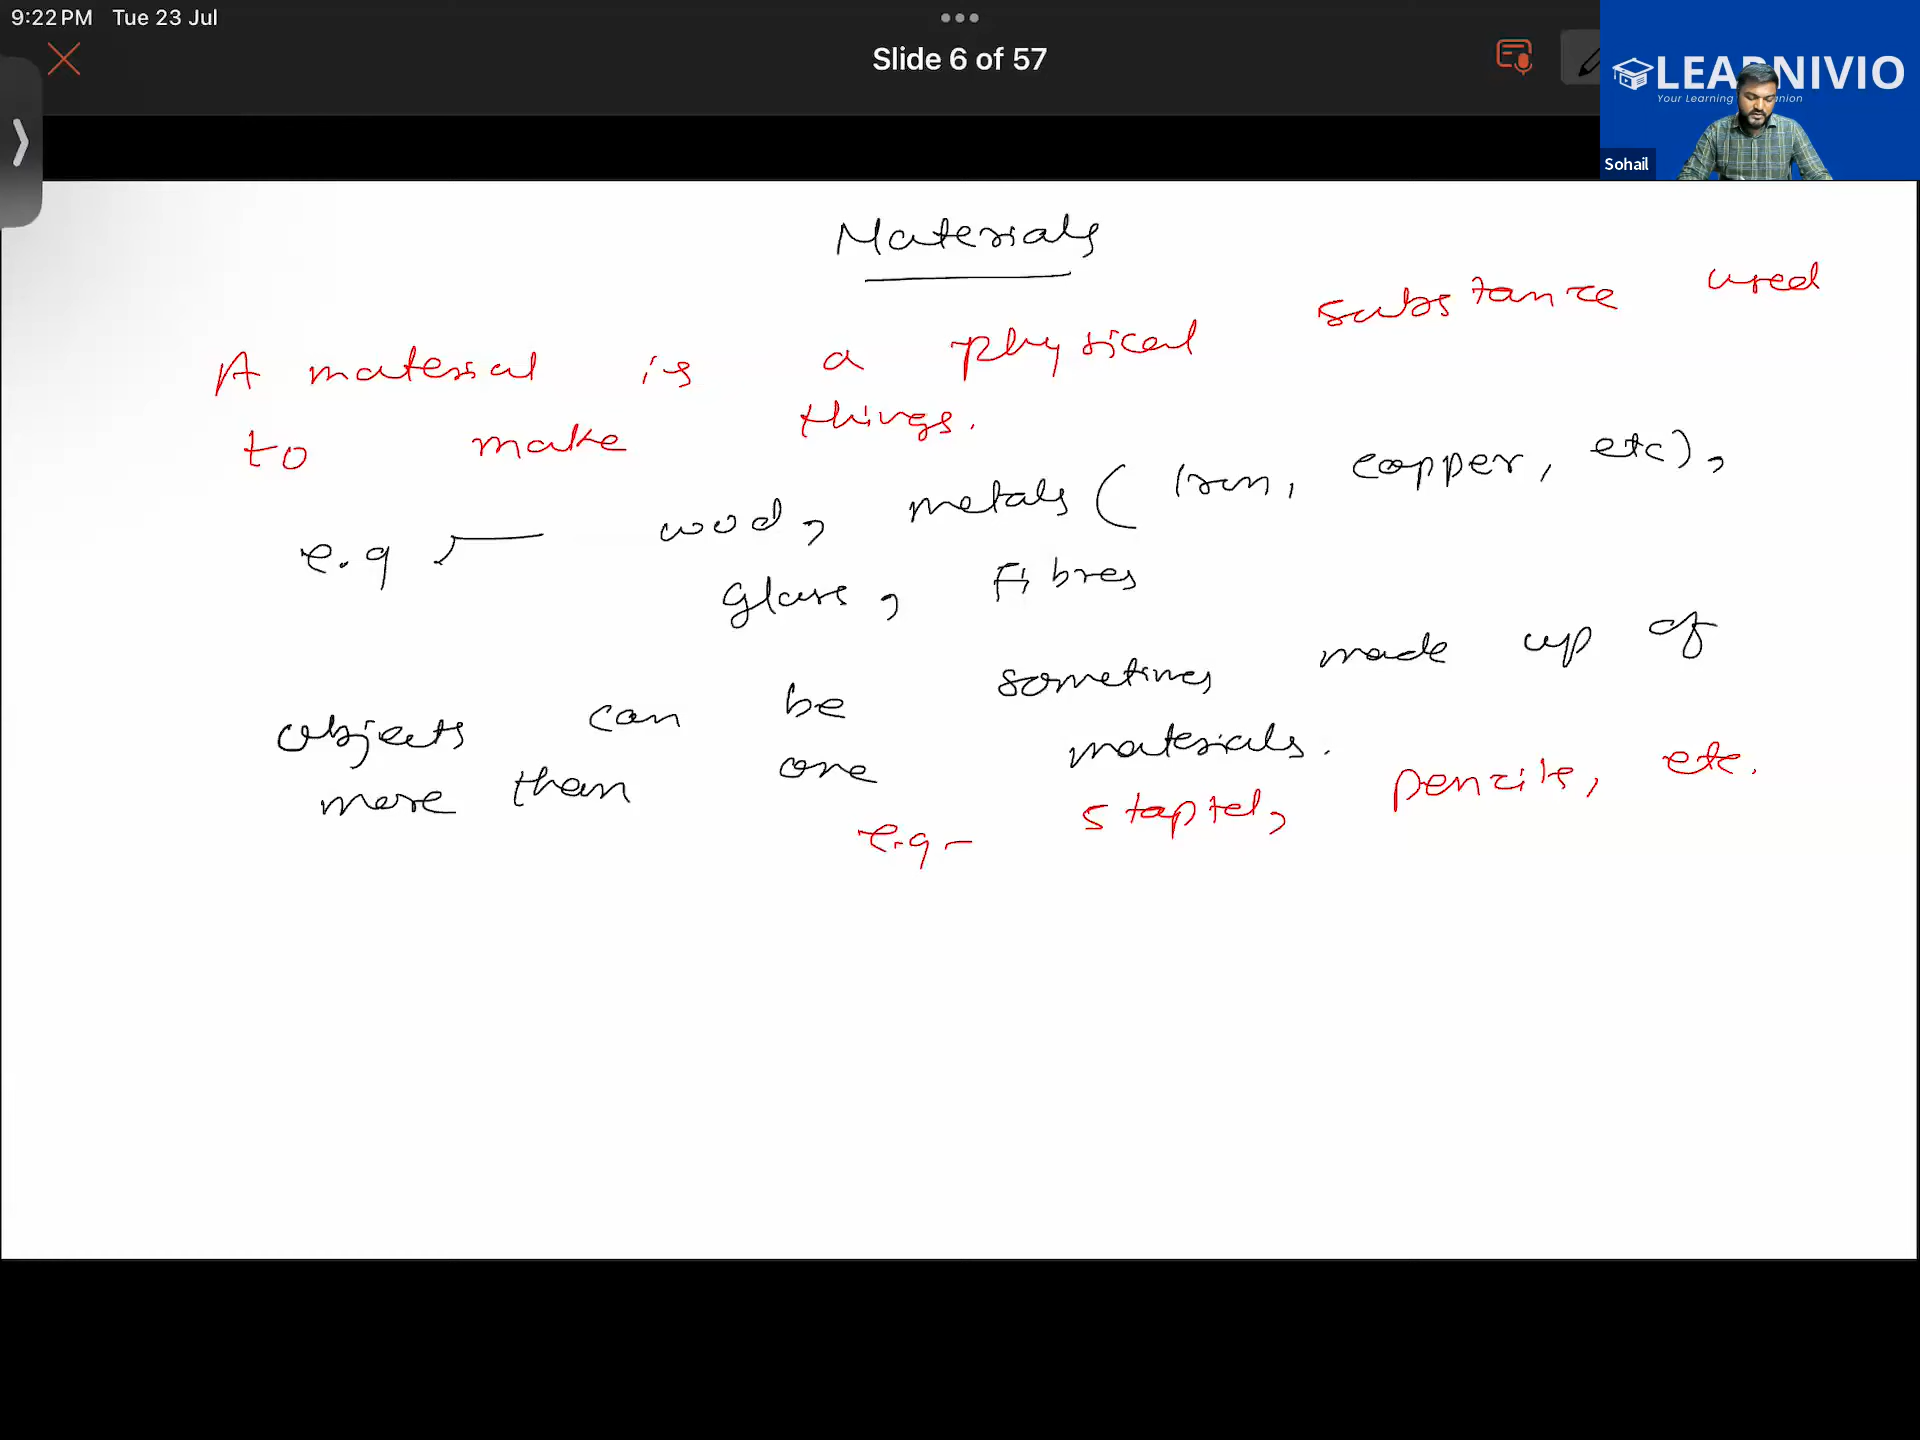 9:22 PM Tue 23 Jul
Slide 6 of 57
LEARNIVIO
Your Learning
Sohail
Materials
A material is a physical substance used
to make things.
e.g wood, metals ( Iron, copper, etc),
Glass, Fibres
objects can be sometimes made up of
more than one materials.
e.g - pencils, etc.